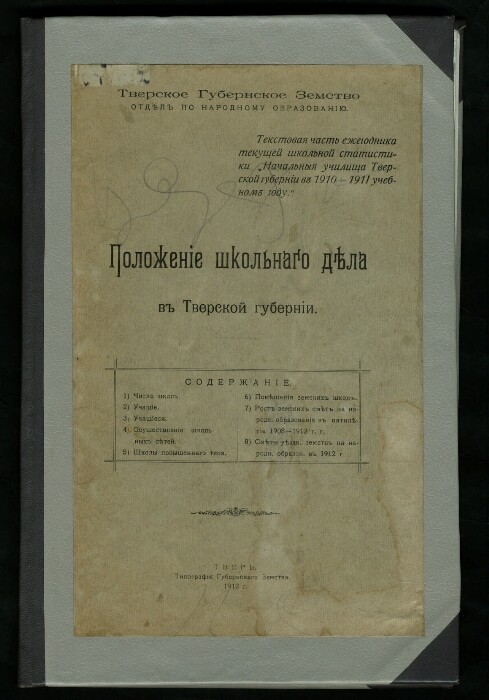 Тверское Губернское Земство
ОТДѢЛЪ ПО НАРОДНОМУ ОБРАЗОВАНІЮ.
Текстовая часть ежегодника
текущей школьной статисти-
ки „Начальныя училища Твер-
ской губерніи въ 1910—1911 учеб-
номъ году.“
Положеніе школьнаго дѣла
въ Тверской губерніи.
СОДЕРЖАНІЕ.
1) Число школъ.
2) Учащіе.
3) Учащіеся.
4) Осуществленіе школь-
ныхъ сѣтей.
5) Школы повышеннаго типа.
6) Помѣщенія земскихъ школъ.
7) Ростъ земскихъ смѣтъ на на-
родн. образованіе въ пятилѣ-
тіе 1908—1912 г. г.
8) Смѣты уѣздн. земствъ на на-
родн. образов. въ 1912 г
ТВЕРЬ.
Типографія Губернскаго Земства.
1912 г.